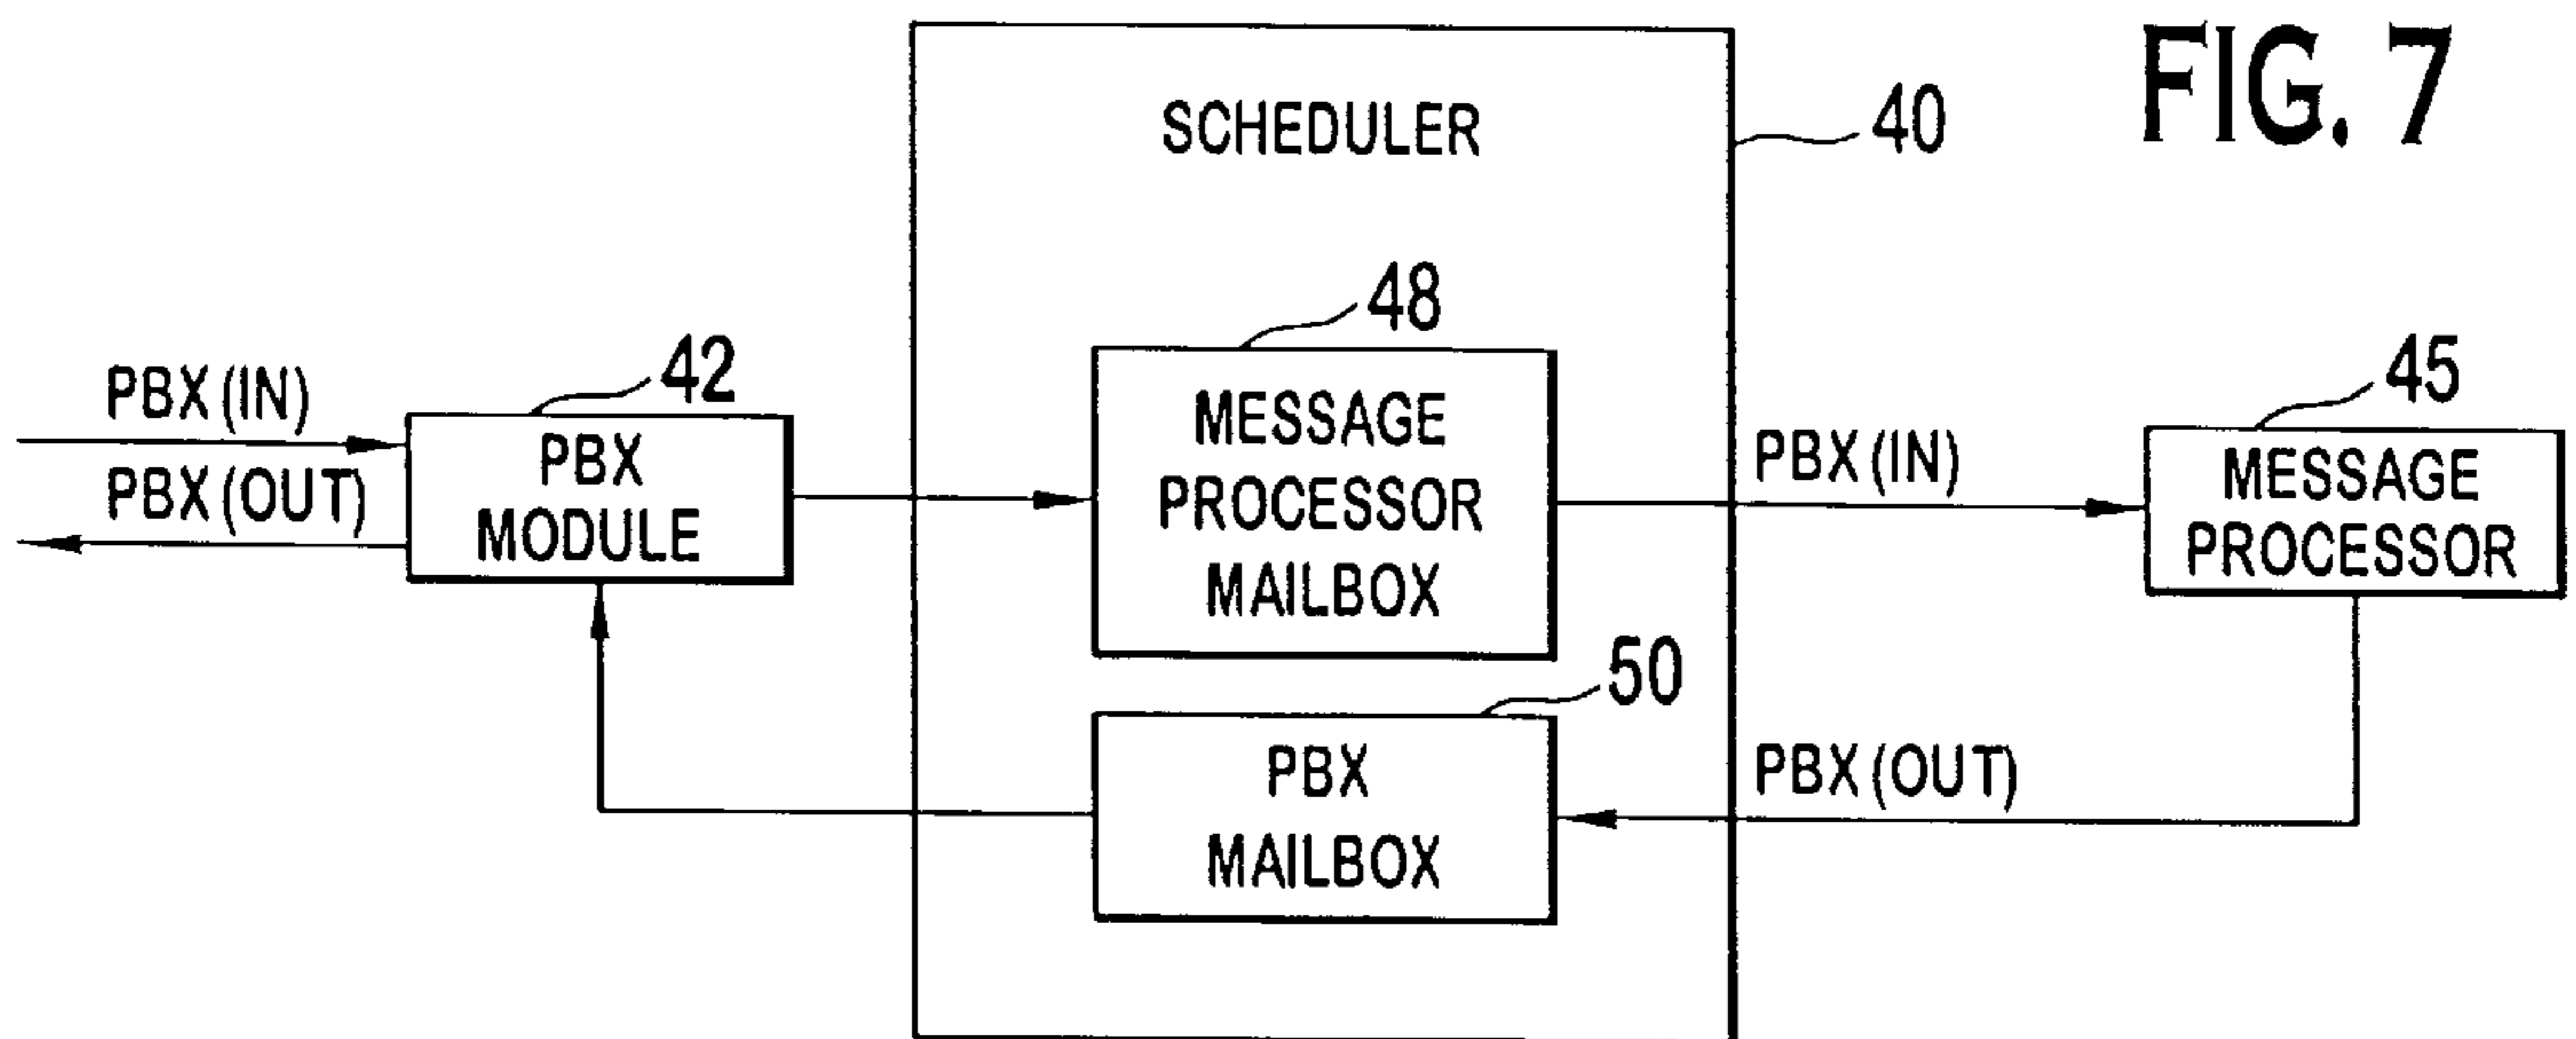 FIG. 7
SCHEDULER
40
48
42
45
PBX (IN)
PBX (OUT)
PBX
MODULE
MESSAGE
PROCESSOR
MAILBOX
PBX (IN)
MESSAGE
PROCESSOR
50
PBX
MAILBOX
PBX (OUT)